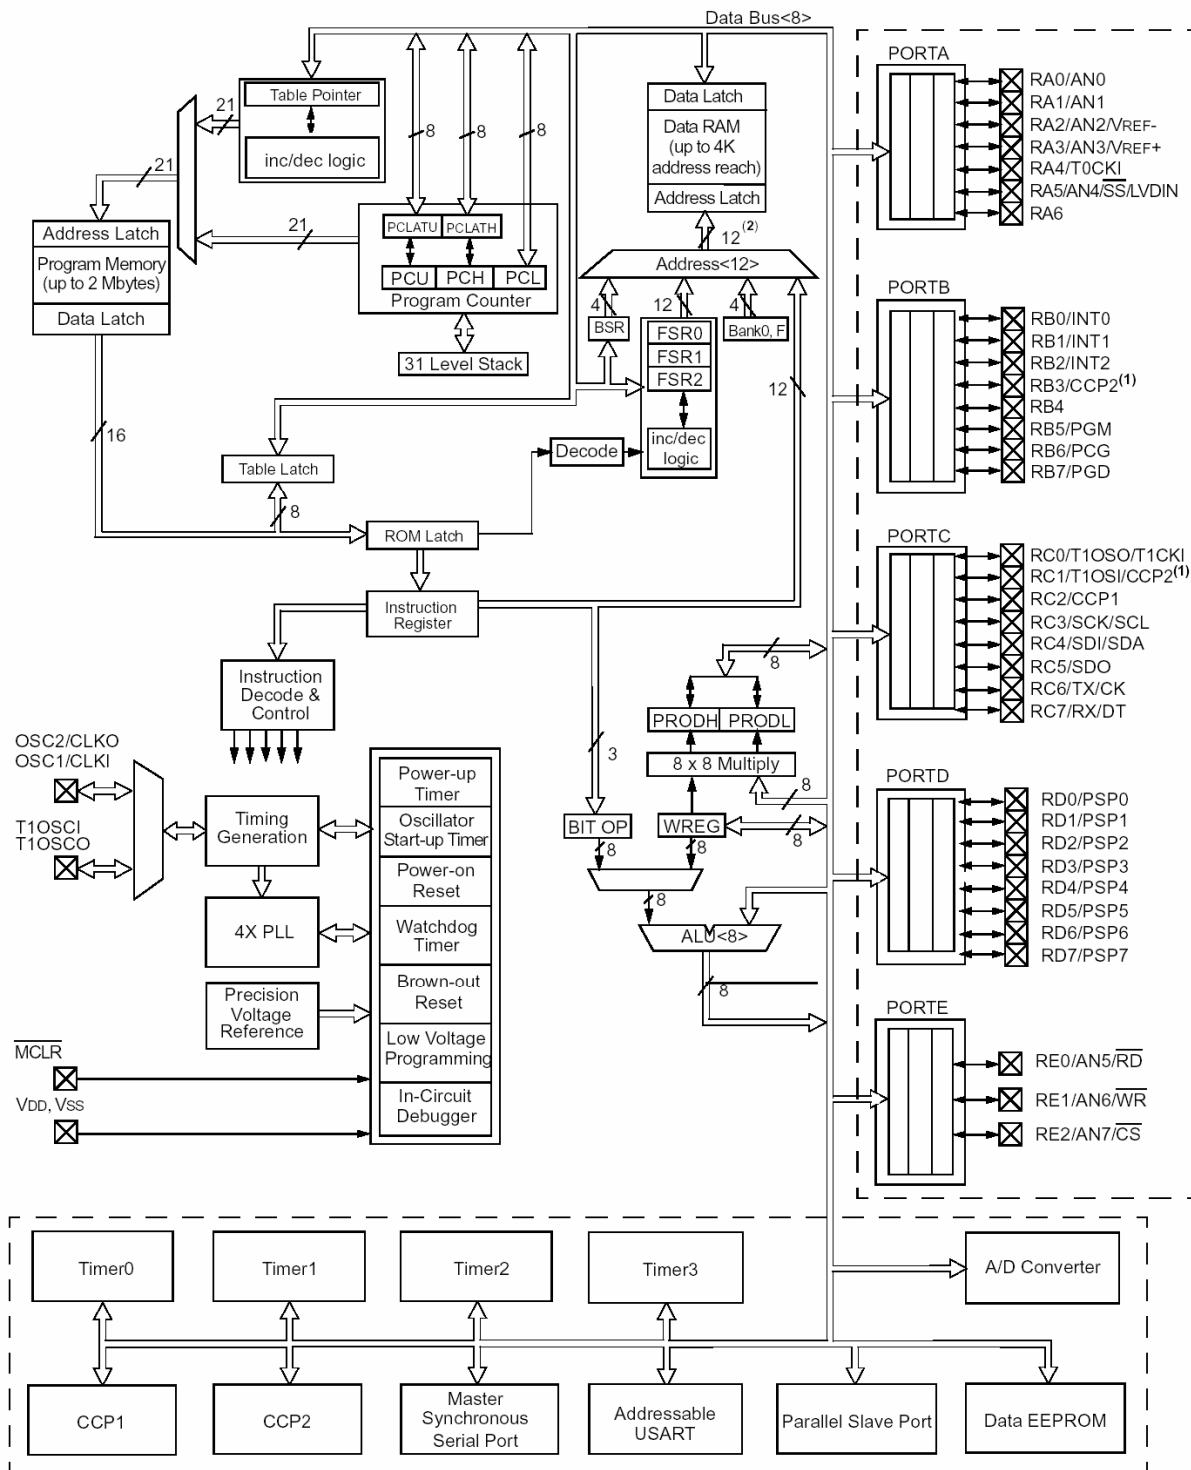 Data Bus<8>
PORTA
RA0/AN0
RA1/AN1
RA2/AN2/VREF-
RA3/AN3/VREF+
RA4/T0CKI
RA5/AN4/SS/LVDIN
RA6
Table Pointer
21
inc/dec logic
8
8
8
Data Latch
Data RAM
(up to 4K
address reach)
Address Latch
21
Address Latch
Program Memory
(up to 2 Mbytes)
Data Latch
21
PCLATU
PCLATH
PCU
PCH
PCL
Program Counter
31 Level Stack
12(2)
Address<12>
4
12
4
BSR
FSR0
FSR1
FSR2
Bank0, F
12
inc/dec
logic
Decode
PORTB
RB0/INT0
RB1/INT1
RB2/INT2
RB3/CCP2(1)
RB4
RB5/PGM
RB6/PCG
RB7/PGD
16
Table Latch
8
ROM Latch
Instruction
Register
Instruction
Decode &
Control
PORTC
RC0/T1OSO/T1CKI
RC1/T1OSI/CCP2(1)
RC2/CCP1
RC3/SCK/SCL
RC4/SDI/SDA
RC5/SDO
RC6/TX/CK
RC7/RX/DT
8
PRODH
PRODL
8 x 8 Multiply
3
8
BIT OP
WREG
8
8
8
8
ALU<8>
8
OSC2/CLKO
OSC1/CLKI
T1OSCI
T1OSCO
Timing
Generation
4X PLL
Precision
Voltage
Reference
MCLR
VDD, VSS
Power-up
Timer
Oscillator
Start-up Timer
Power-on
Reset
Watchdog
Timer
Brown-out
Reset
Low Voltage
Programming
In-Circuit
Debugger
PORTD
RD0/PSP0
RD1/PSP1
RD2/PSP2
RD3/PSP3
RD4/PSP4
RD5/PSP5
RD6/PSP6
RD7/PSP7
PORTE
RE0/AN5/RD
RE1/AN6/WR
RE2/AN7/CS
Timer0
Timer1
Timer2
Timer3
A/D Converter
CCP1
CCP2
Master
Synchronous
Serial Port
Addressable
USART
Parallel Slave Port
Data EEPROM